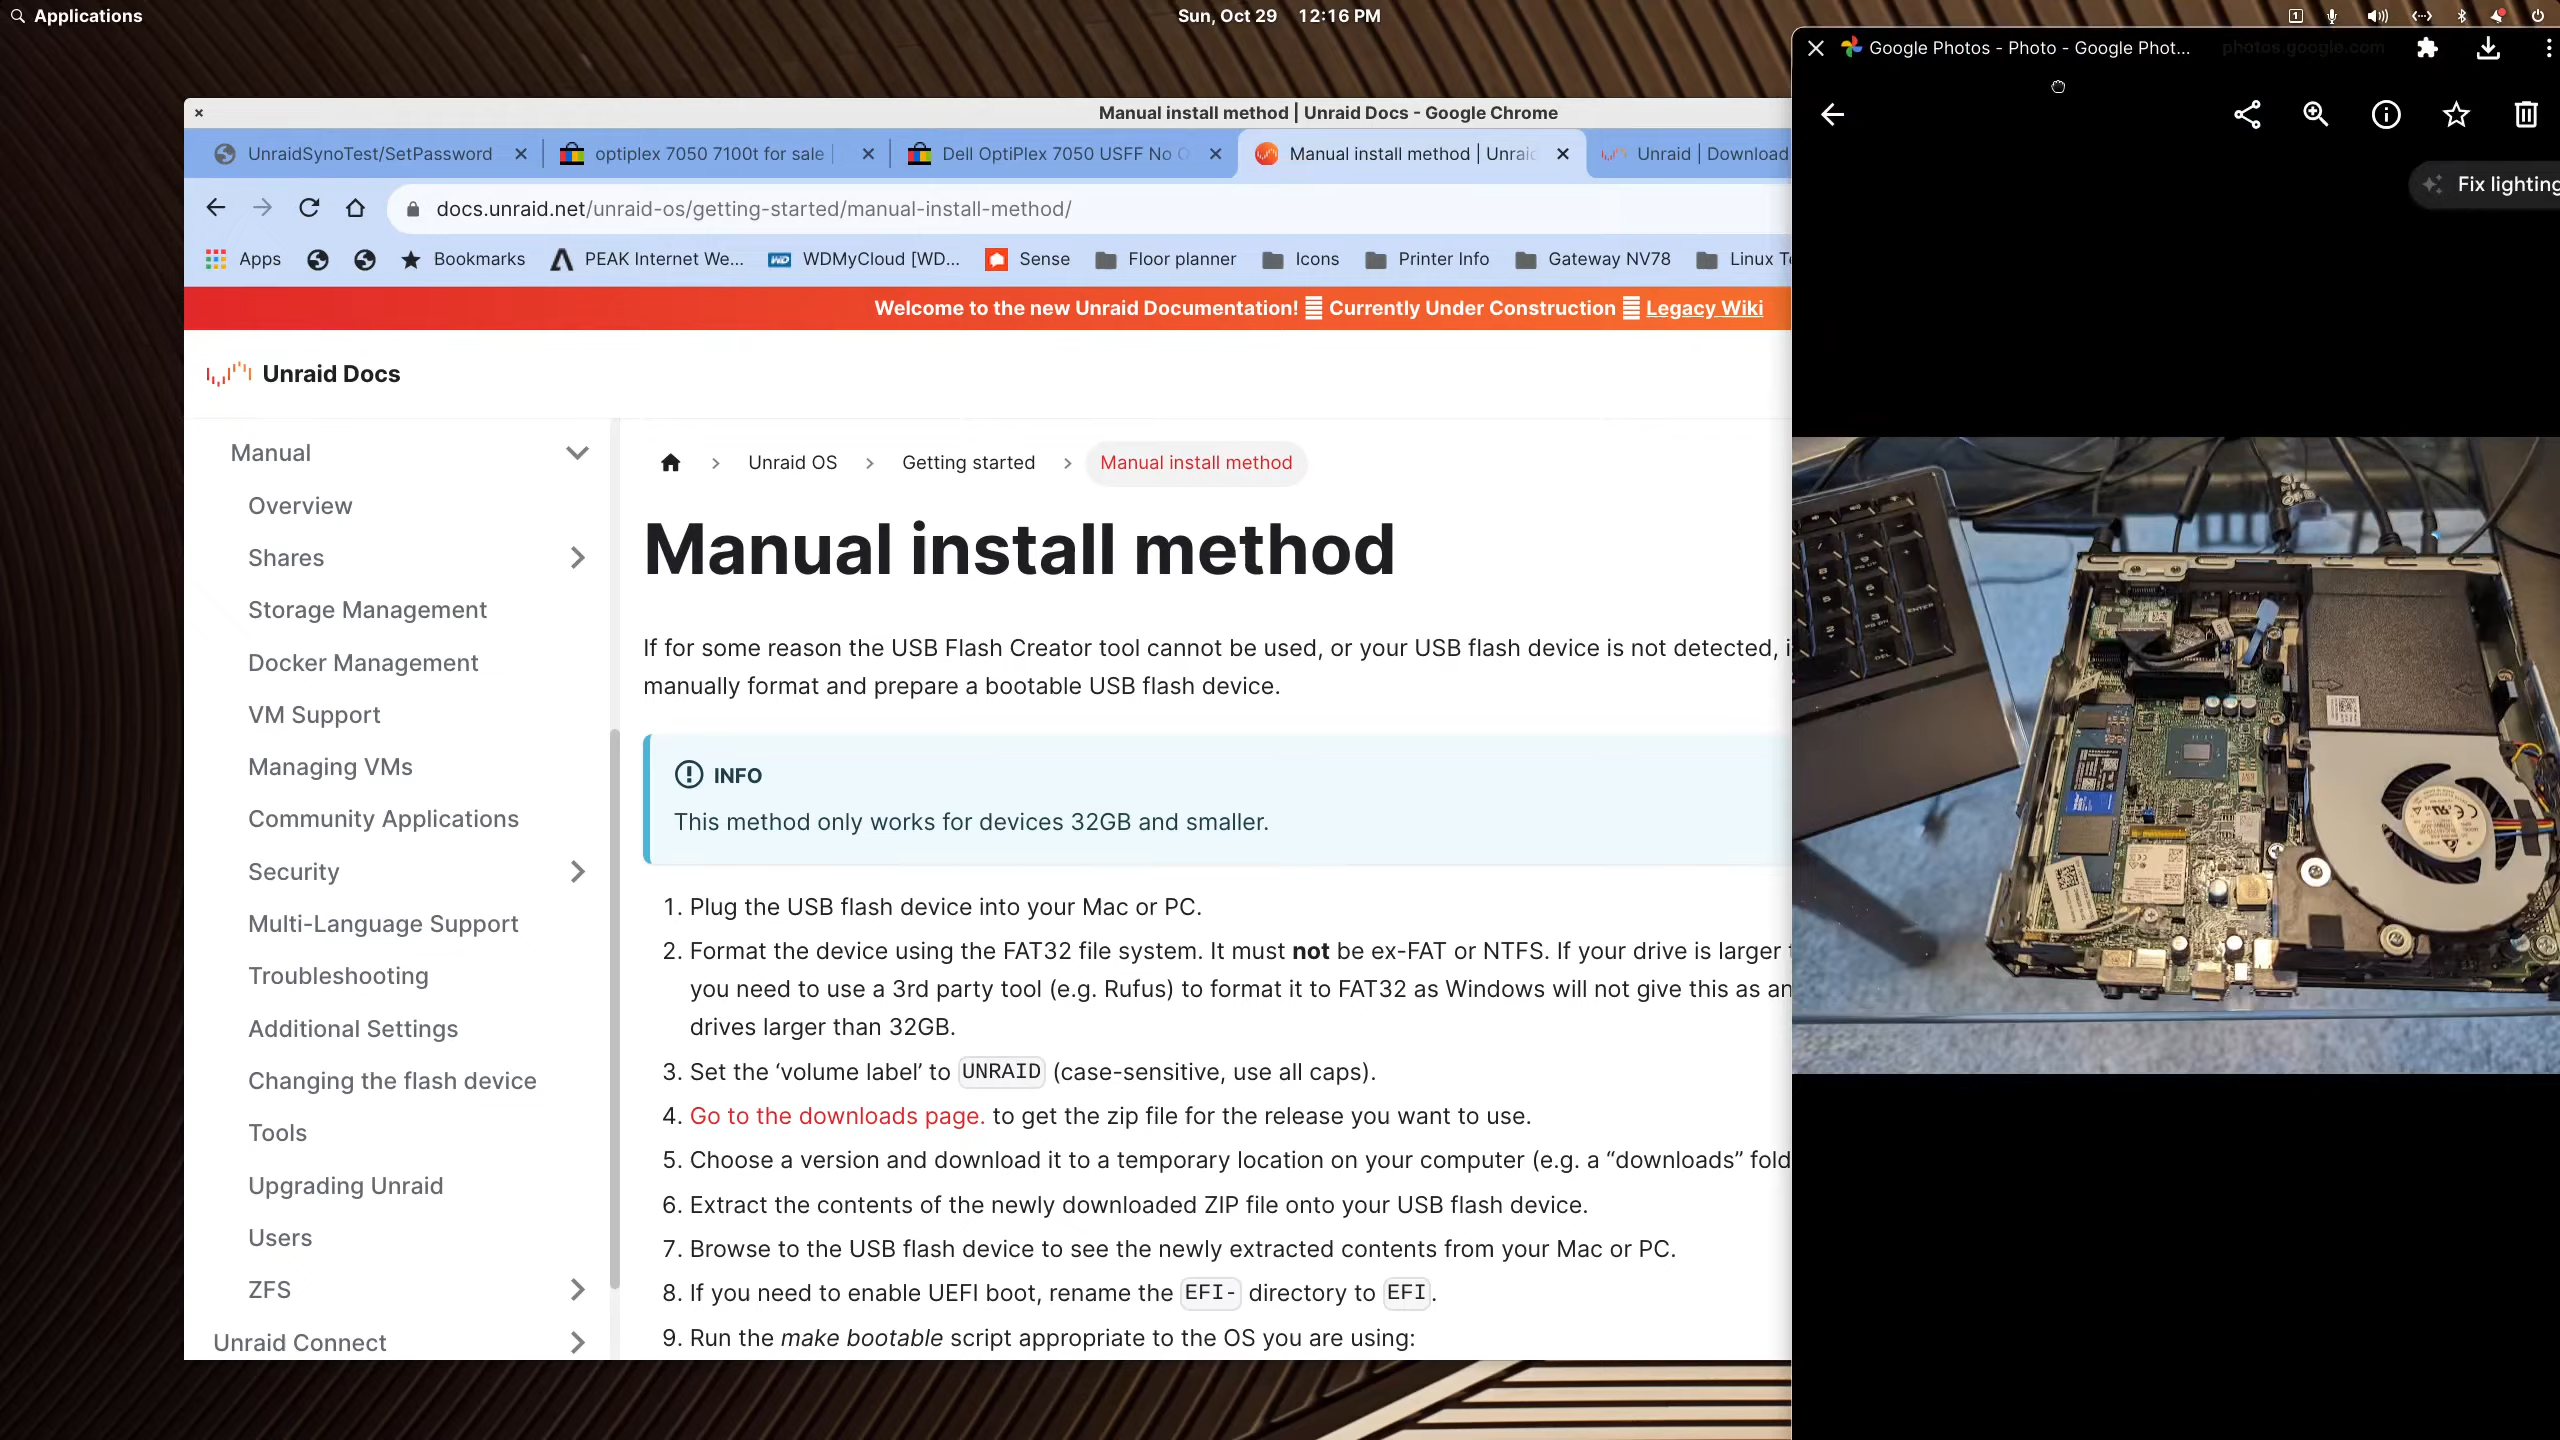 Applications
Sun, Oct 29 12:16 PM
1
Manual install method | Unraid Docs - Google Chrome
UnraidSynoTest/SetPassword
optiplex 7050 7100t for sale |
Dell OptiPlex 7050 USFF No O
Manual install method | Unraid
Unraid | Download
docs.unraid.net/unraid-os/getting-started/manual-install-method/
Apps
Bookmarks
PEAK Internet We...
WDMyCloud [WD...
Sense
Floor planner
Icons
Printer Info
Gateway NV78
Linux
Welcome to the new Unraid Documentation! Currently Under Construction Legacy Wiki
Unraid Docs
Manual
Overview
Shares
Storage Management
Docker Management
VM Support
Managing VMs
Community Applications
Security
Multi-Language Support
Troubleshooting
Additional Settings
Changing the flash device
Tools
Upgrading Unraid
Users
ZFS
Unraid Connect
Unraid OS
Getting started
Manual install method
Manual install method
If for some reason the USB Flash Creator tool cannot be used, or your USB flash device is not detected,
manually format and prepare a bootable USB flash device.
INFO
This method only works for devices 32GB and smaller.
1. Plug the USB flash device into your Mac or PC.
2. Format the device using the FAT32 file system. It must not be ex-FAT or NTFS. If your drive is larger
you need to use a 3rd party tool (e.g. Rufus) to format it to FAT32 as Windows will not give this as an
drives larger than 32GB.
3. Set the ‘volume label’ to UNRAID (case-sensitive, use all caps).
4. Go to the downloads page. to get the zip file for the release you want to use.
5. Choose a version and download it to a temporary location on your computer (e.g. a “downloads” fold
6. Extract the contents of the newly downloaded ZIP file onto your USB flash device.
7. Browse to the USB flash device to see the newly extracted contents from your Mac or PC.
8. If you need to enable UEFI boot, rename the EFI- directory to EFI.
9. Run the make bootable script appropriate to the OS you are using:
Google Photos - Photo - Google Phot...
photos.google.com
Fix lighting